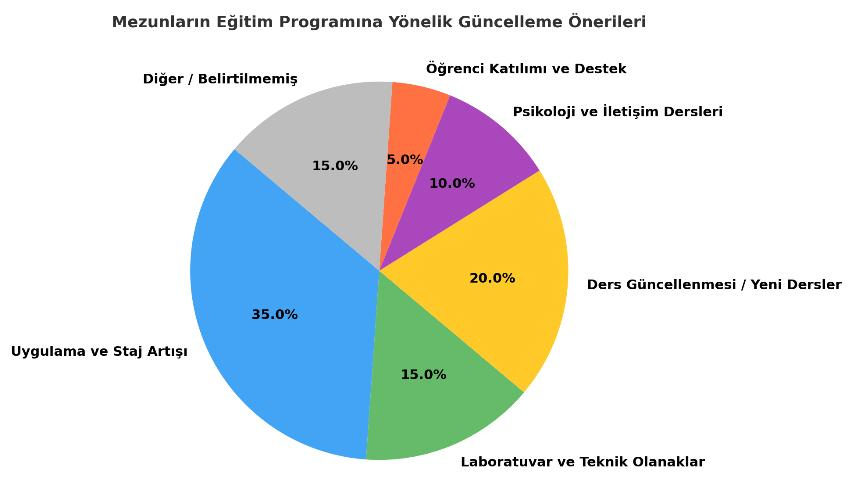 Mezunların Eğitim Programına Yönelik Güncelleme Önerileri
Öğrenci Katılımı ve Destek
Diğer / Belirtilmemiş
Psikoloji ve İletişim Dersleri
5.0%
15.0%
10.0%
20.0%
Ders Güncellenmesi / Yeni Dersler
35.0%
Uygulama ve Staj Artışı
15.0%
Laboratuvar ve Teknik Olanaklar